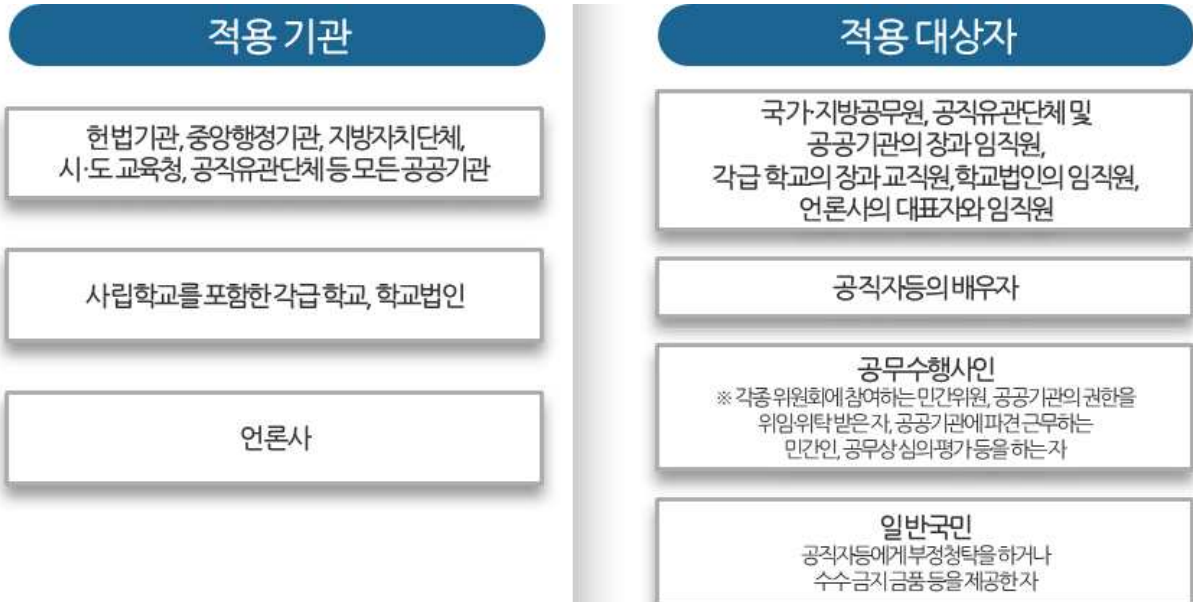 적용 기관
헌법기관, 중앙행정기관, 지방자치단체,
시·도 교육청, 공직유관단체 등 모든 공공기관
사립학교를 포함한 각급 학교, 학교법인
언론사
적용 대상자
국가·지방공무원, 공직유관단체 및
공공기관의 장과 임직원,
각급 학교의 장과 교직원, 학교법인의 임직원,
언론사의 대표자와 임직원
공직자등의 배우자
공무수행사인
※ 각종 위원회에 참여하는 민간위원, 공공기관의 권한을
위임·위탁 받은 자, 공공기관에 파견 근무하는
민간인, 공무상 심의·평가 등을 하는 자
일반국민
공직자등에게 부정청탁을 하거나
수수 금지 금품 등을 제공한 자